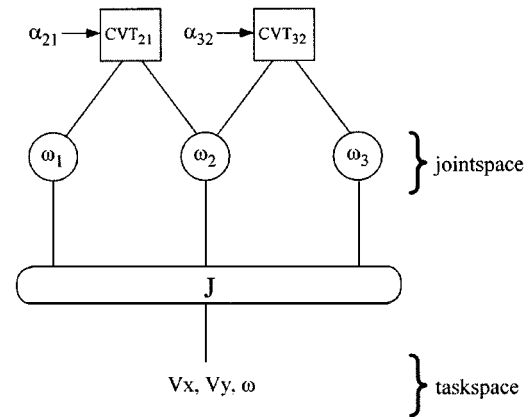 α21 CVT21 α32 CVT32
ω1 ω2 ω3 jointspace
J
Vx, Vy, ω taskspace